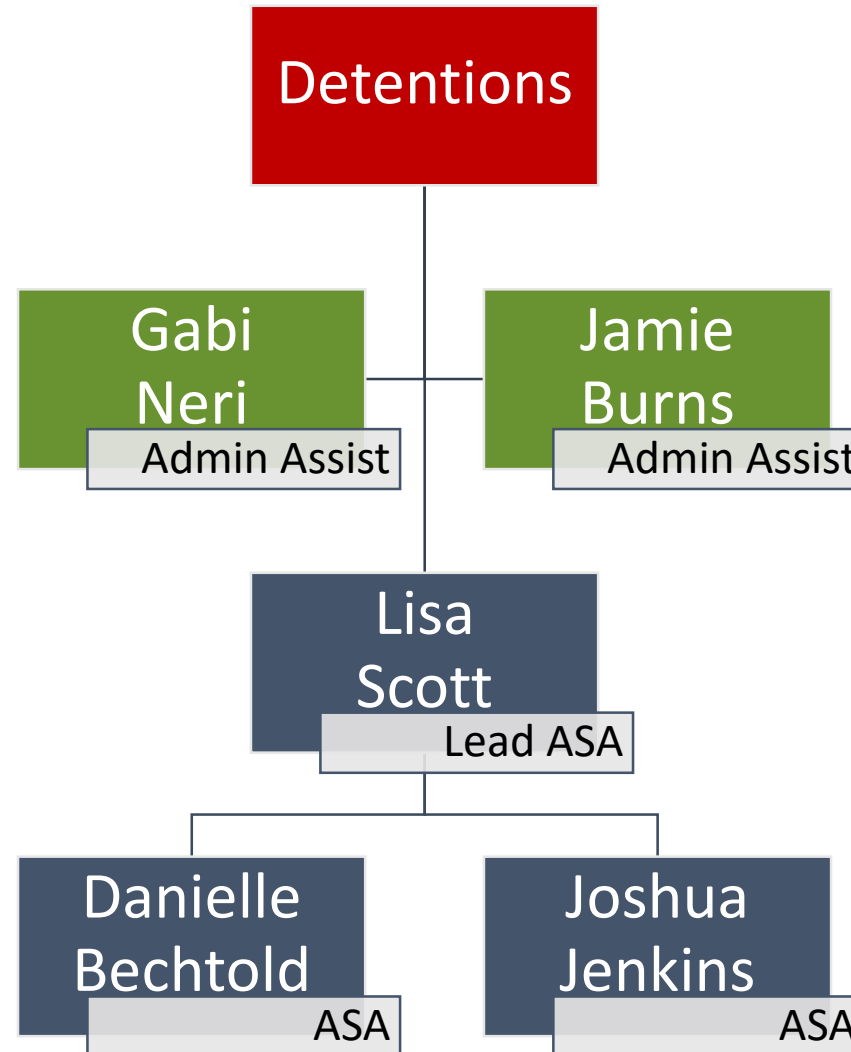 Detentions
Gabi
Neri
Admin Assist
Jamie
Burns
Admin Assist
Lisa
Scott
Lead ASA
Danielle
Bechtold
ASA
Joshua
Jenkins
ASA